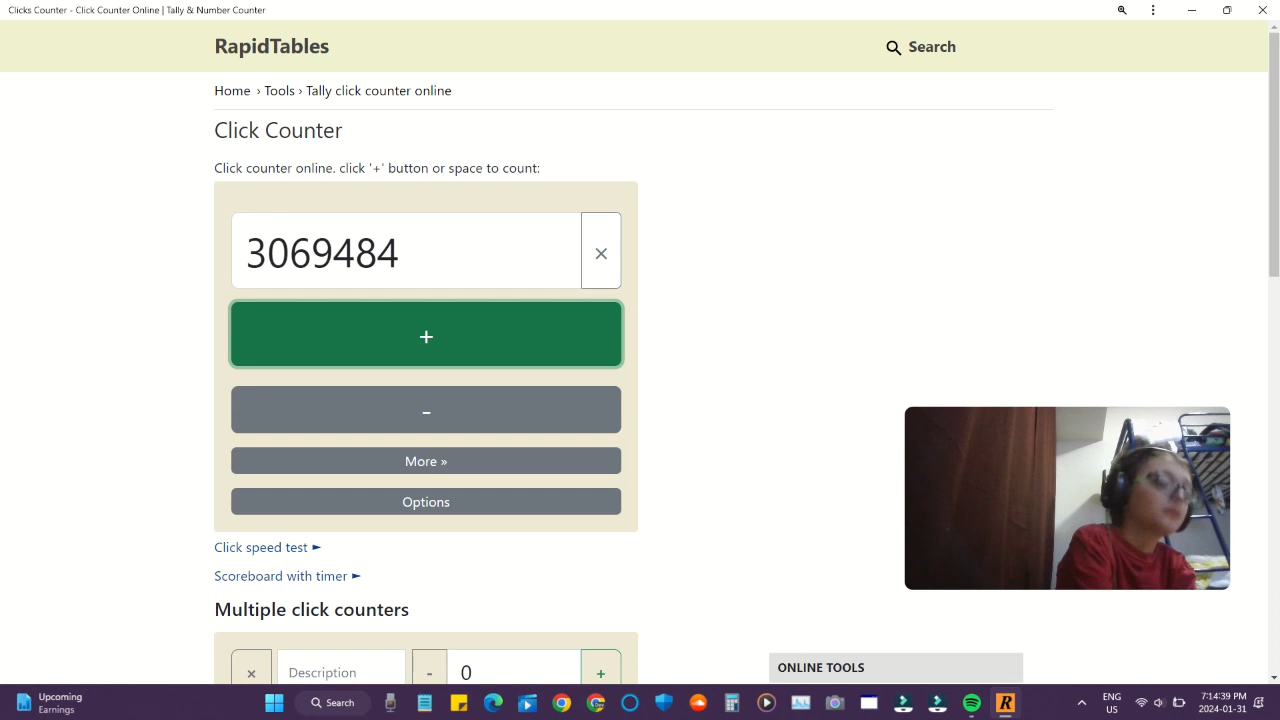 Clicks Counter - Click Counter Online | Tally & Number Counter
RapidTables
Search
Home › Tools › Tally click counter online
Click Counter
Click counter online. click '+' button or space to count:
3069484
×
+
-
More »
Options
Click speed test ►
Scoreboard with timer ►
Multiple click counters
× Description - 0 +
ONLINE TOOLS
Upcoming
Earnings
Search
ENG
US
7:14:39 PM
2024-01-31